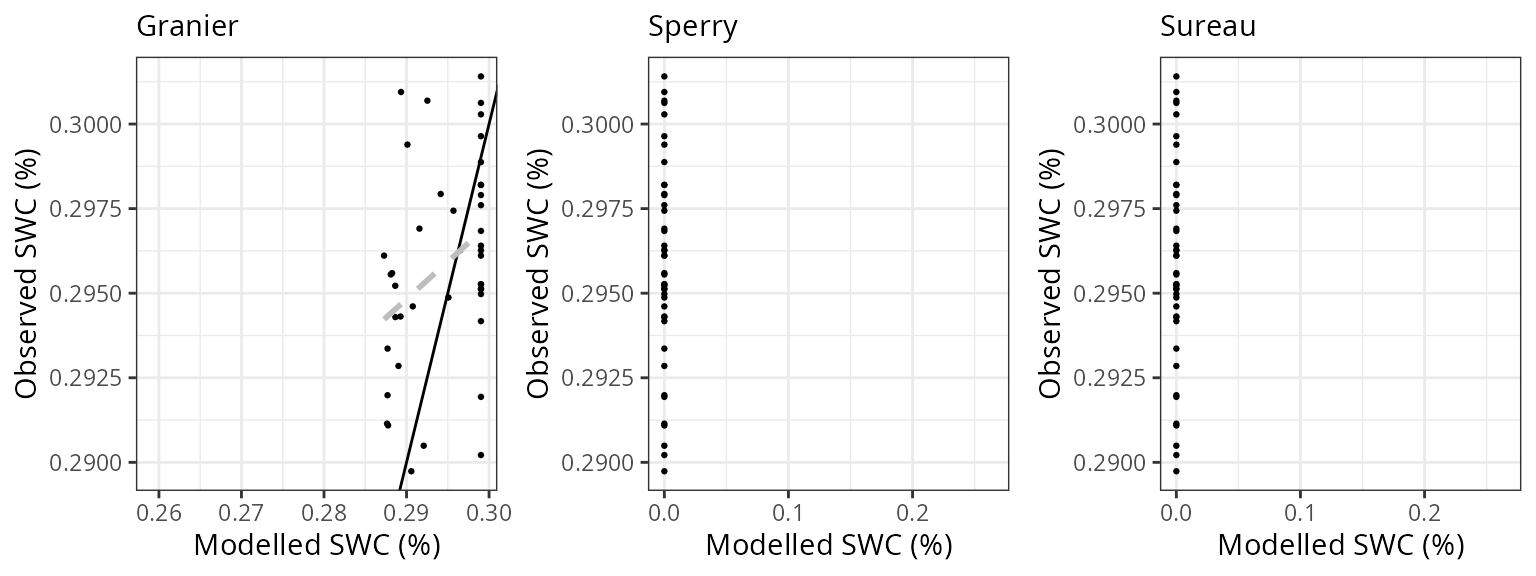 Granier
Sperry
Sureau
Observed SWC (%)
0.3000
0.2975
0.2950
0.2925
0.2900
0.26 0.27 0.28 0.29 0.30
Modelled SWC (%)
Observed SWC (%)
0.3000
0.2975
0.2950
0.2925
0.2900
0.0 0.1 0.2
Modelled SWC (%)
Observed SWC (%)
0.3000
0.2975
0.2950
0.2925
0.2900
0.0 0.1 0.2
Modelled SWC (%)